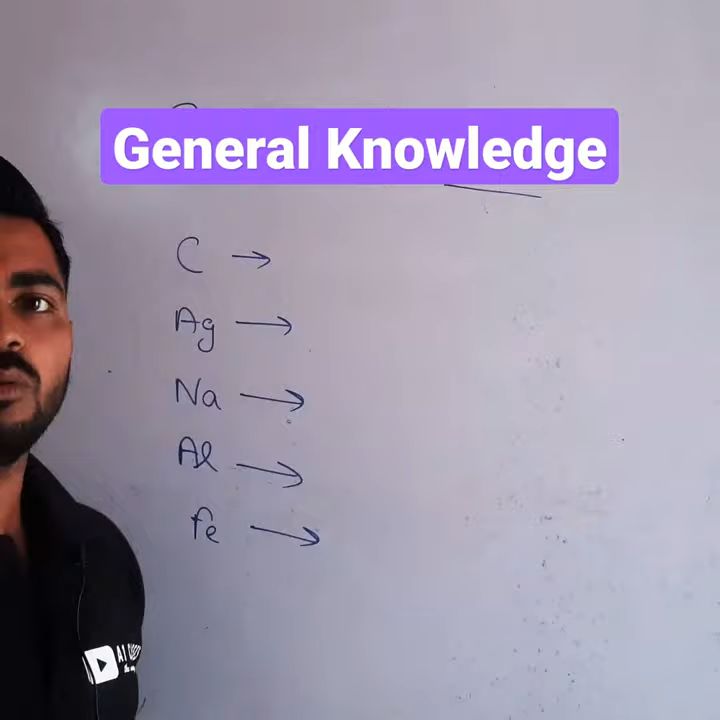 General Knowledge
C →
Ag →
Na →
Al →
Fe →